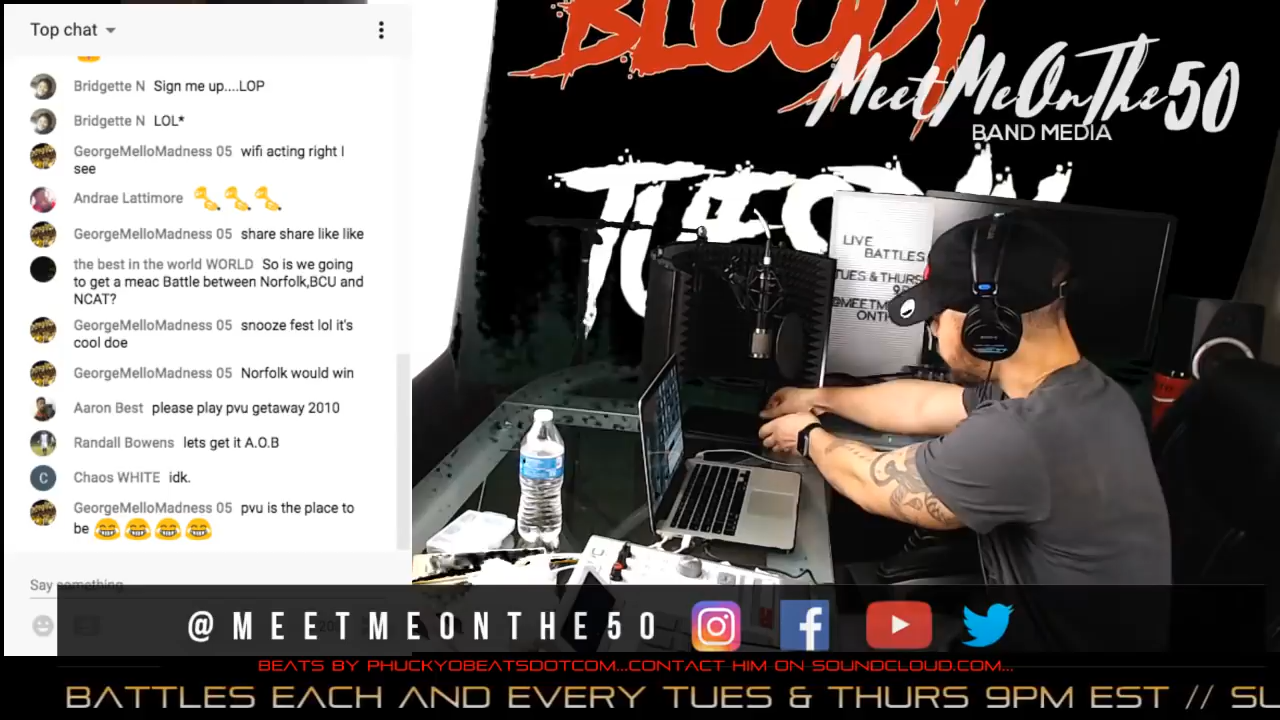 Top chat
Bridgette N Sign me up....LOP
Bridgette N LOL*
GeorgeMelloMadness 05 wifi acting right I
see
Andrae Lattimore
GeorgeMelloMadness 05 share share like like
the best in the world WORLD So is we going
to get a meac Battle between Norfolk,BCU and
NCAT?
GeorgeMelloMadness 05 snooze fest lol it's
cool doe
GeorgeMelloMadness 05 Norfolk would win
Aaron Best please play pvu getaway 2010
Randall Bowens lets get it A.O.B
C Chaos WHITE idk.
GeorgeMelloMadness 05 pvu is the place to
be
Say something
BLOODY
MeetMeOnThe50
BAND MEDIA
LIVE
BATTLES
TUES & THURS
@MEETMEONTHE50
BEATS BY PHUCKYOBEATSDOTCOM...CONTACT HIM ON SOUNDCLOUD.COM...
BATTLES EACH AND EVERY TUES & THURS 9PM EST // SU